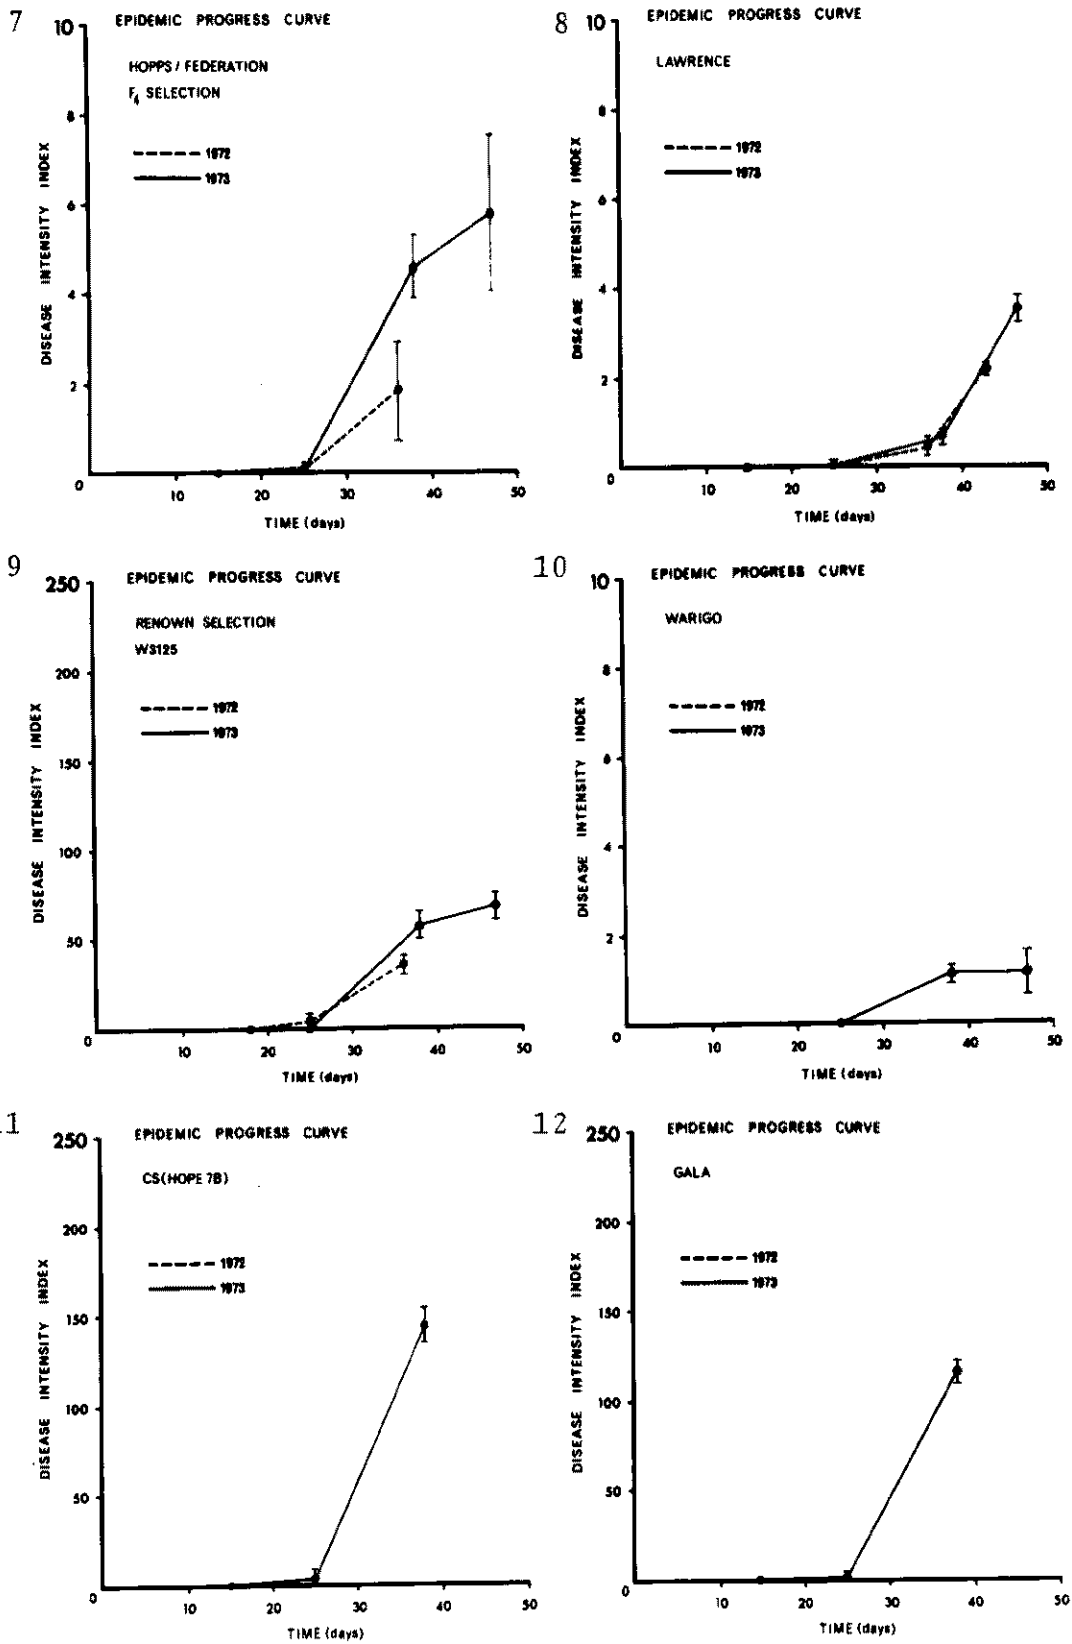 7
EPIDEMIC PROGRESS CURVE
HOPPS / FEDERATION
F4 SELECTION
1972
1973
DISEASE INTENSITY INDEX
10
8
6
4
2
0
10 20 30 40 50
TIME (days)
8
EPIDEMIC PROGRESS CURVE
LAWRENCE
1972
1973
DISEASE INTENSITY INDEX
10
8
6
4
2
0
10 20 30 40 50
TIME (days)
9
EPIDEMIC PROGRESS CURVE
RENOWN SELECTION
W3125
1972
1973
DISEASE INTENSITY INDEX
250
200
150
100
50
0
10 20 30 40 50
TIME (days)
10
EPIDEMIC PROGRESS CURVE
WARIGO
1972
1973
DISEASE INTENSITY INDEX
10
8
6
4
2
0
10 20 30 40 50
TIME (days)
11
EPIDEMIC PROGRESS CURVE
CS(HOPE 7B)
1972
1973
DISEASE INTENSITY INDEX
250
200
150
100
50
0
10 20 30 40 50
TIME (days)
12
EPIDEMIC PROGRESS CURVE
GALA
1972
1973
DISEASE INTENSITY INDEX
250
200
150
100
50
0
10 20 30 40 50
TIME (days)